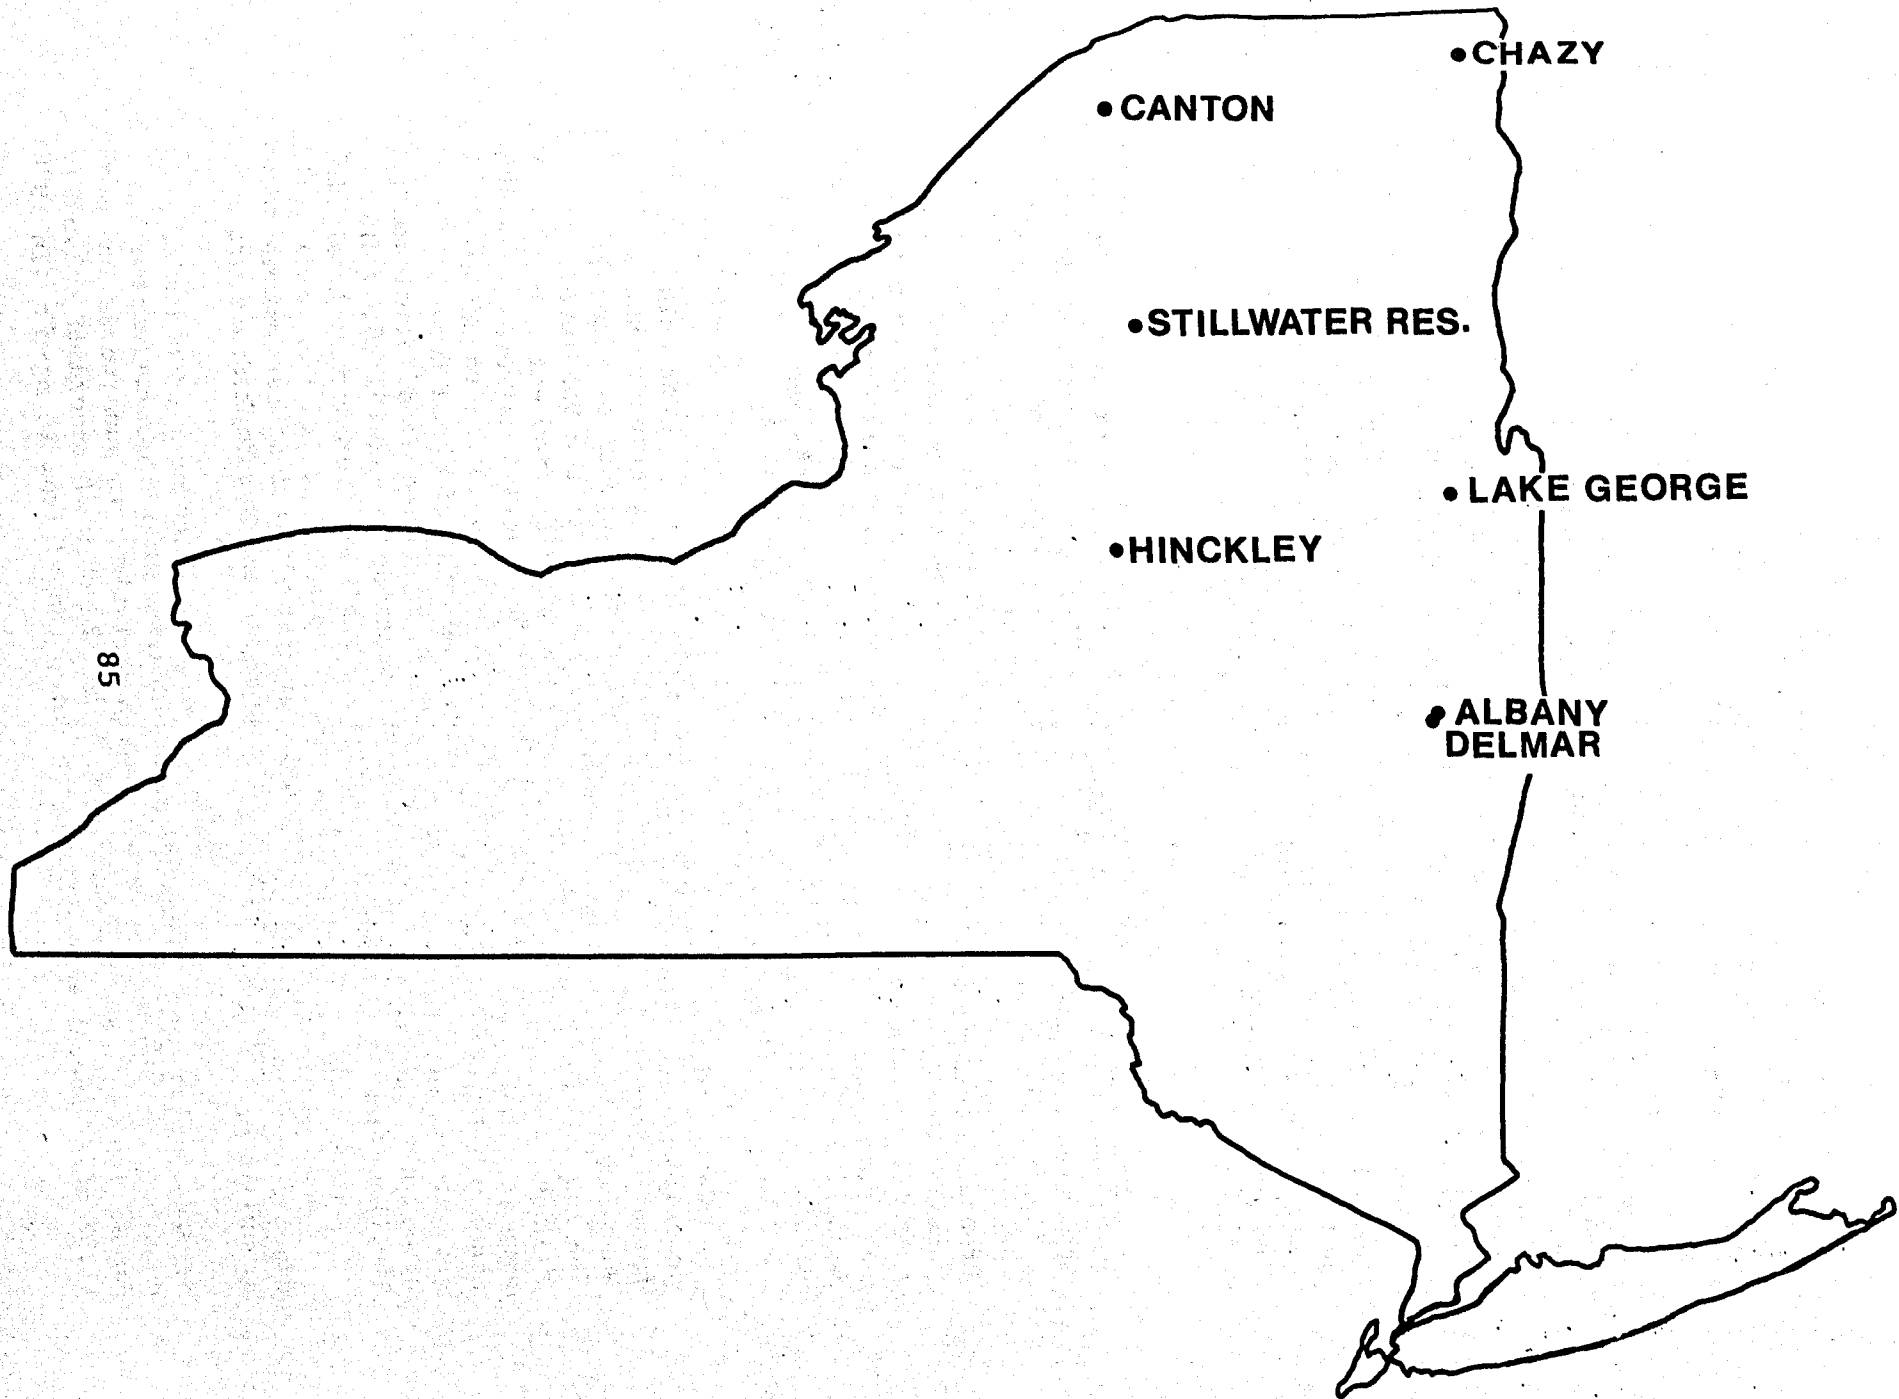 CHAZY
CANTON
STILLWATER RES.
LAKE GEORGE
HINCKLEY
85
ALBANY
DELMAR